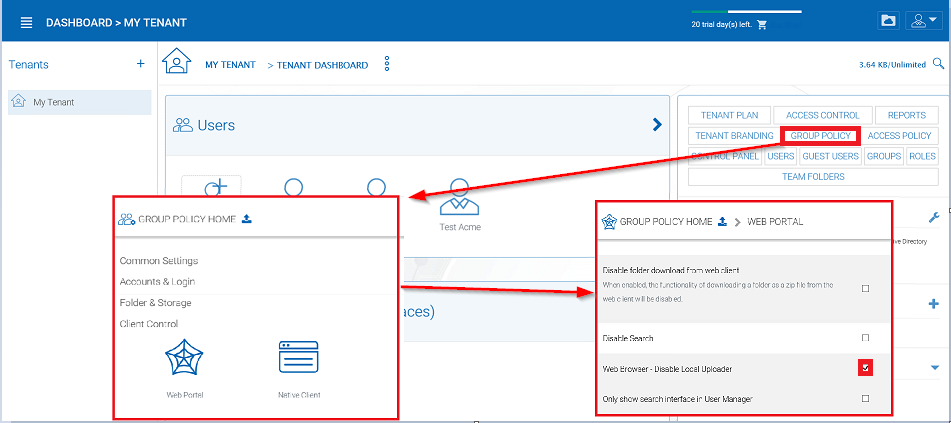 DASHBOARD > MY TENANT
20 trial day(s) left.
Tenants +
My Tenant
MY TENANT > TENANT DASHBOARD
3.64 KB/Unlimited
Users
Test Acme
TENANT PLAN ACCESS CONTROL REPORTS
TENANT BRANDING GROUP POLICY ACCESS POLICY
CONTROL PANEL USERS GUEST USERS GROUPS ROLES
TEAM FOLDERS
ve Directory
aces)
GROUP POLICY HOME
Common Settings
Accounts & Login
Folder & Storage
Client Control
Web Portal Native Client
GROUP POLICY HOME > WEB PORTAL
Disable folder download from web client
When enabled, the functionality of downloading a folder as a zip file from the
web client will be disabled.
Disable Search
Web Browser - Disable Local Uploader
Only show search interface in User Manager